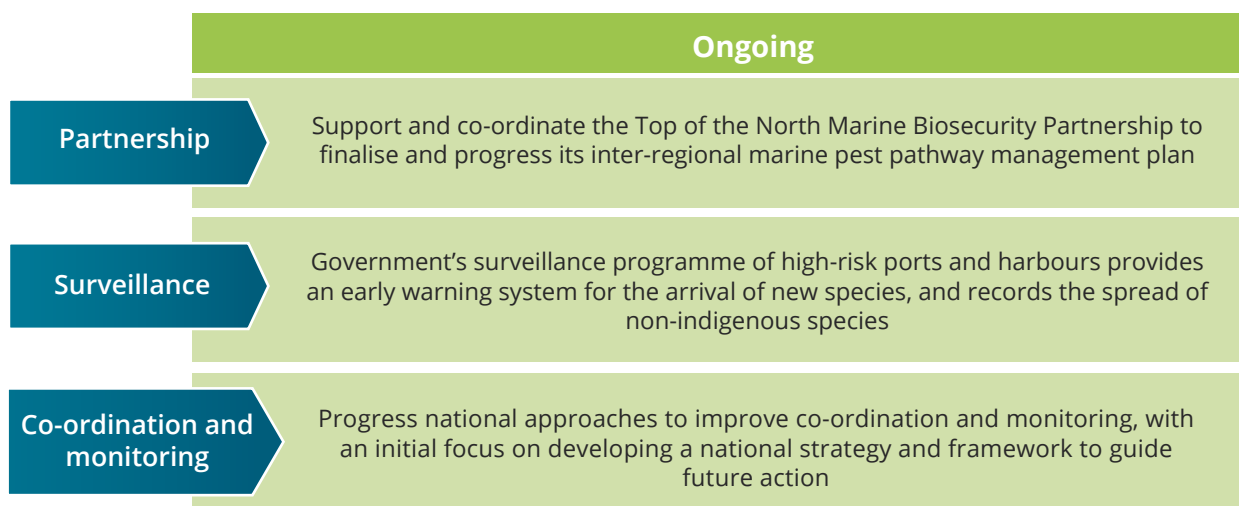 Ongoing
Partnership
Support and co-ordinate the Top of the North Marine Biosecurity Partnership to
finalise and progress its inter-regional marine pest pathway management plan
Surveillance
Government’s surveillance programme of high-risk ports and harbours provides
an early warning system for the arrival of new species, and records the spread of
non-indigenous species
Co-ordination and
monitoring
Progress national approaches to improve co-ordination and monitoring, with
an initial focus on developing a national strategy and framework to guide
future action